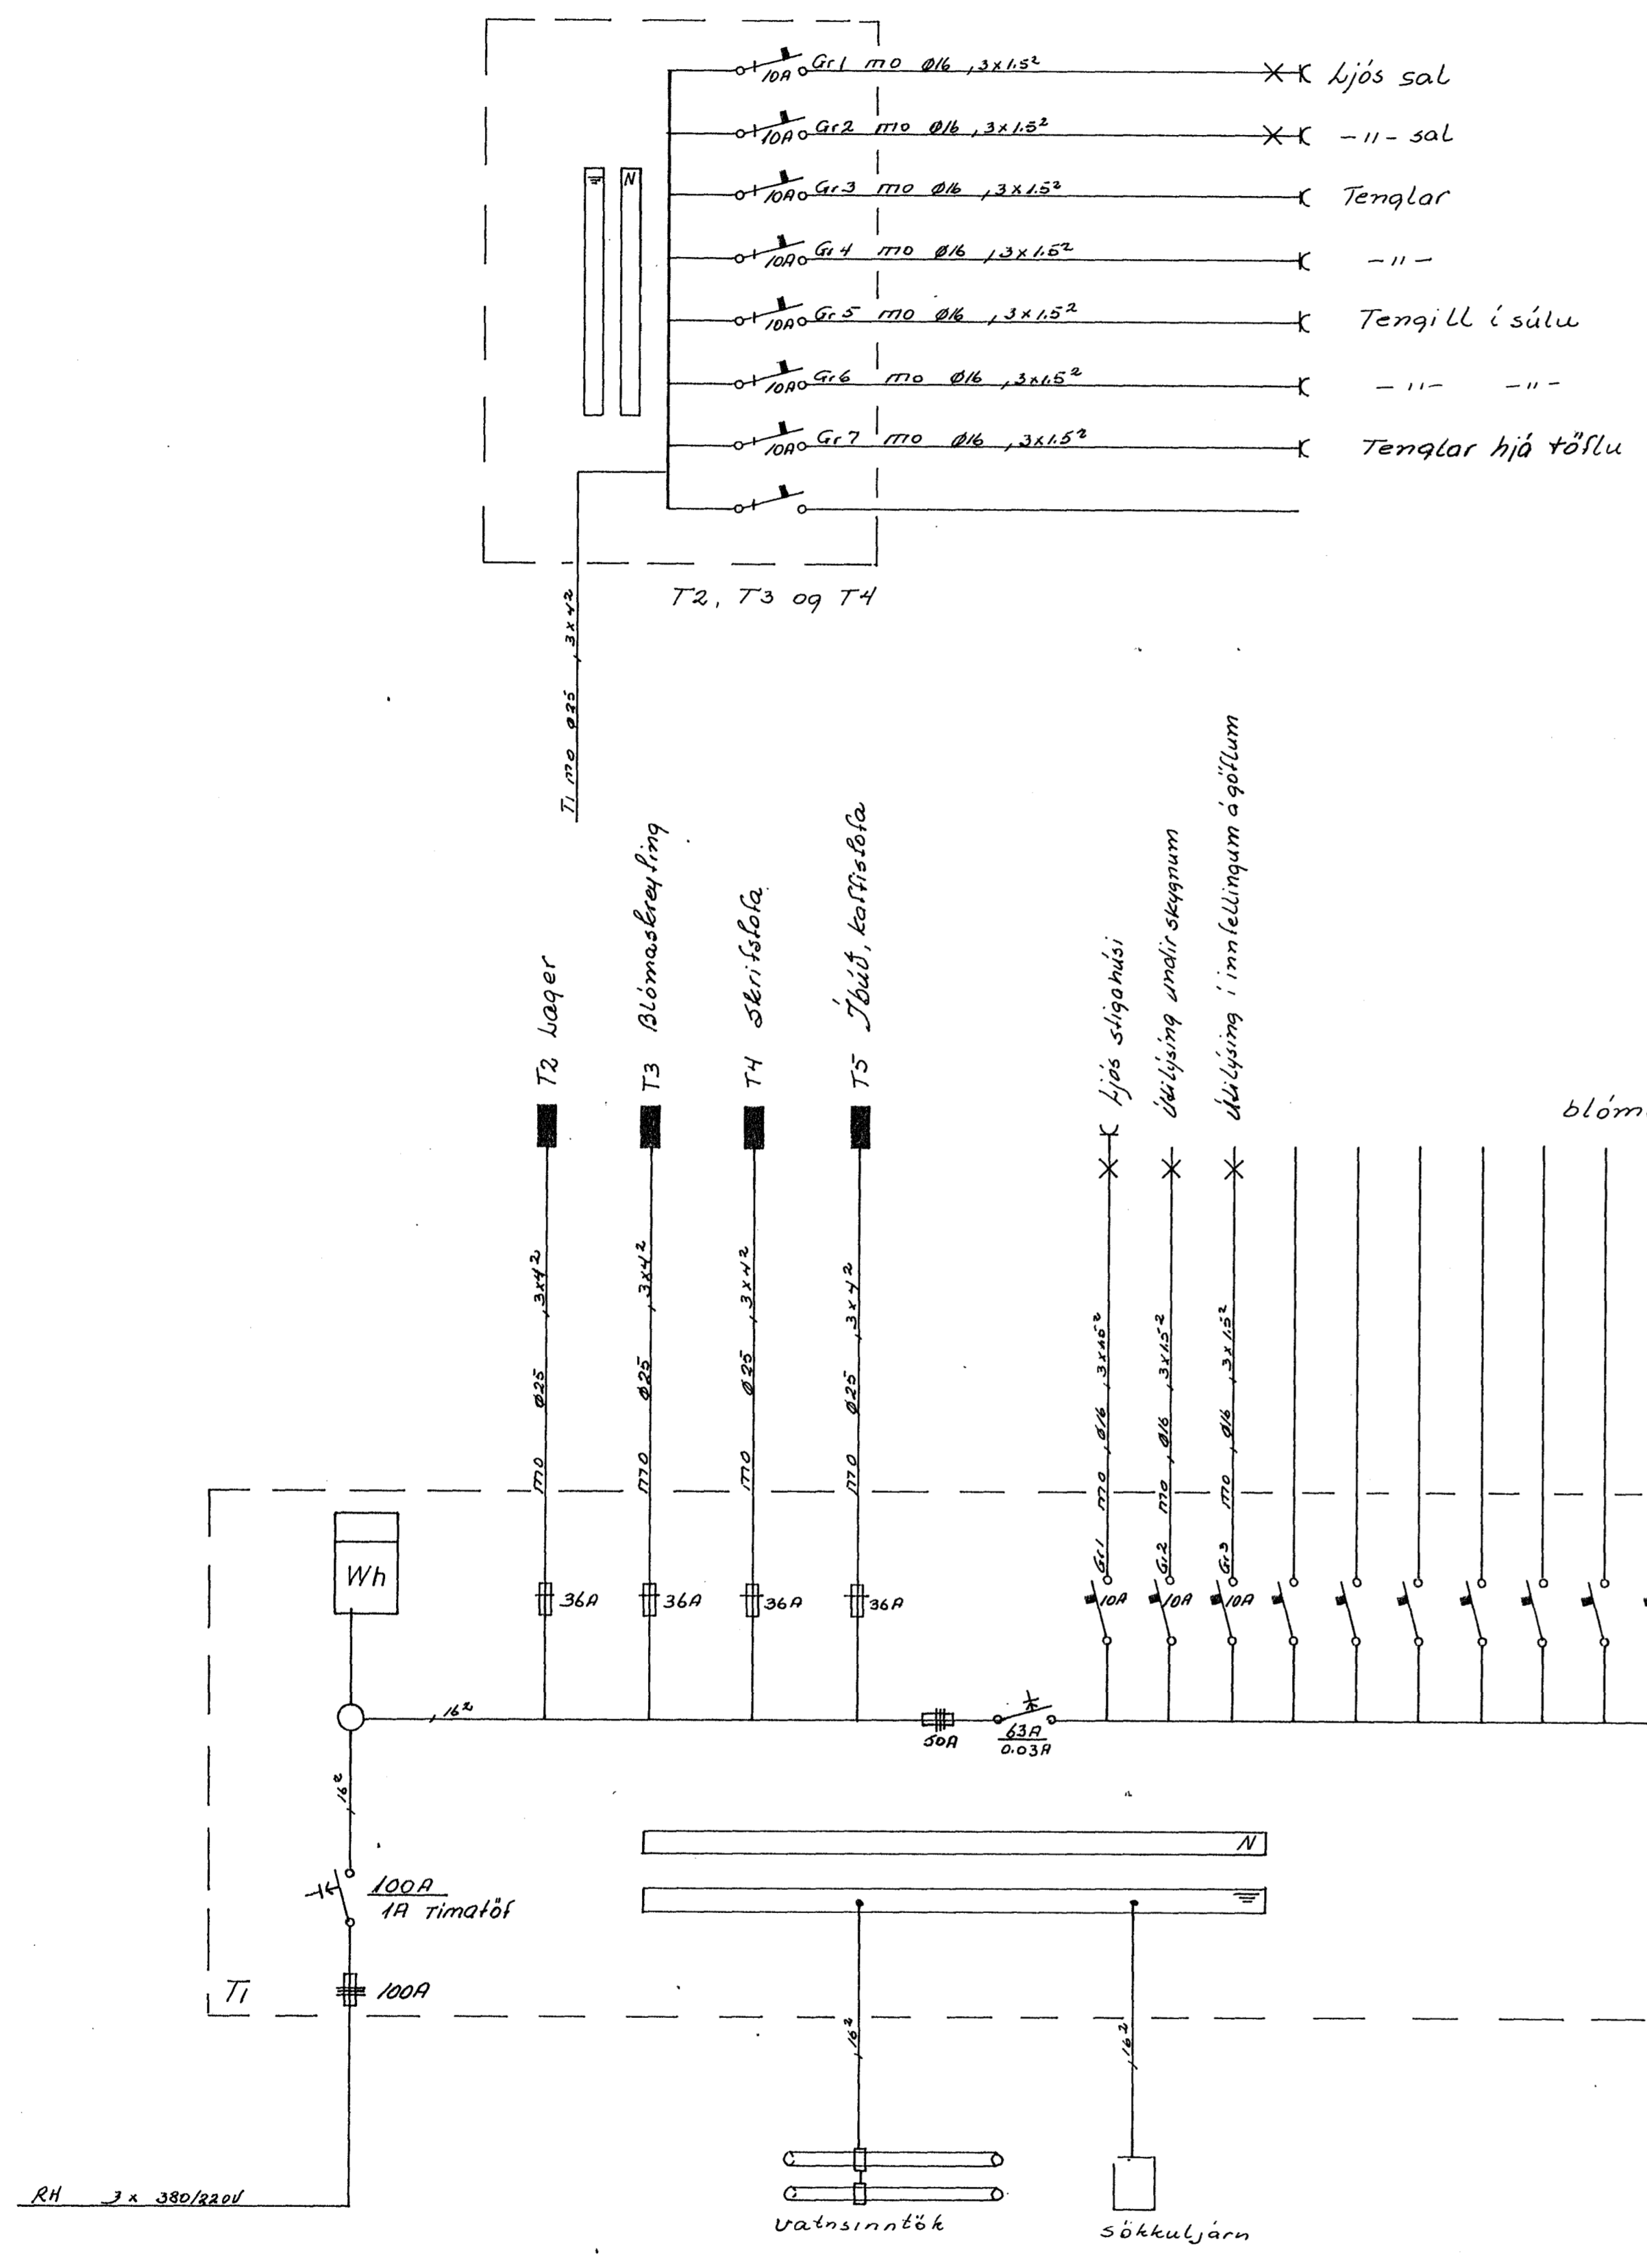 10A Gr1 mo ø16 ,3x1.5² Ljós sal
10A Gr2 mo ø16 ,3x1.5² -"- sal
N
10A Gr3 mo ø16 ,3x1.5² Tenglar
10A Gr4 mo ø16 ,3x1.5² -"-
10A Gr5 mo ø16 ,3x1.5² Tengill í súlu
10A Gr6 mo ø16 ,3x1.5² -"- -"-
10A Gr7 mo ø16 ,3x1.5² Tenglar hjá töflu
T2, T3 og T4
T1 mo ø25 ,3x4²
T2 Lager
T3 Blómaskreyting
T4 Skrifstofa
T5 Íbúð, kaffistofa
Ljós stigahúsi
Útilýsing undir skygnum
Útilýsing í innfellingum á göflum
blóm
mo ø25 ,3x4²
mo ø25 ,3x4²
mo ø25 ,3x4²
mo ø25 ,3x4²
Gr1 mo ,ø16 ,3x1.5²
Gr2 mo ,ø16 ,3x1.5²
Gr3 mo ,ø16 ,3x1.5²
Wh
36A 36A 36A 36A 10A 10A 10A
,16²
50A
63A
0.03A
,16²
N
100A
1A Tímatöf
T1
100A
,16²
,16²
RH 3x 380/220V
Vatnsinntök
Sökkuljárn